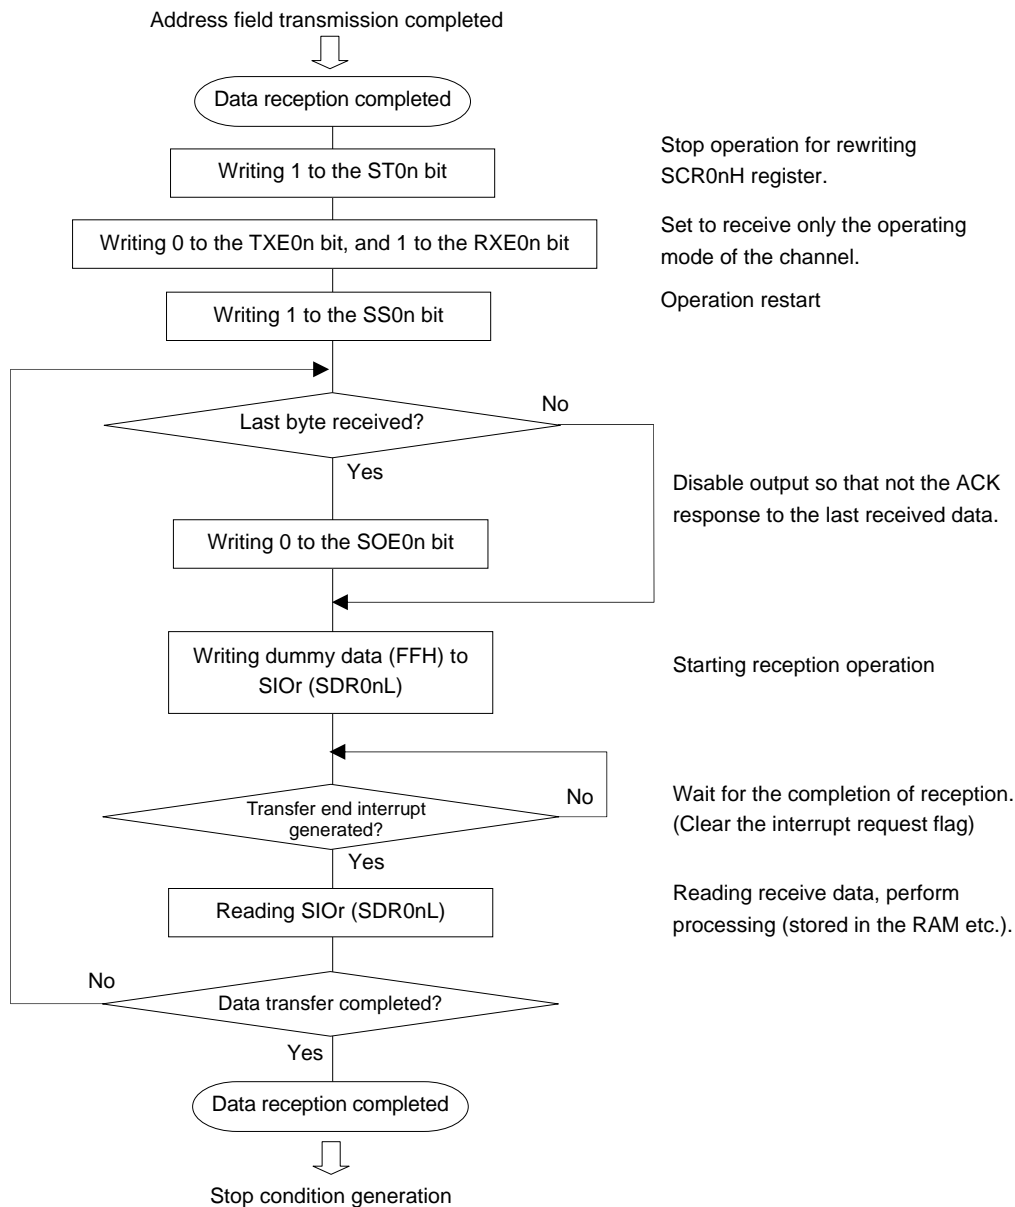 Address field transmission completed
Data reception completed
Writing 1 to the ST0n bit
Stop operation for rewriting
SCR0nH register.
Writing 0 to the TXE0n bit, and 1 to the RXE0n bit
Set to receive only the operating
mode of the channel.
Writing 1 to the SS0n bit
Operation restart
Last byte received?
No
Yes
Writing 0 to the SOE0n bit
Disable output so that not the ACK
response to the last received data.
Writing dummy data (FFH) to
SIOr (SDR0nL)
Starting reception operation
Transfer end interrupt
generated?
No
Yes
Wait for the completion of reception.
(Clear the interrupt request flag)
Reading SIOr (SDR0nL)
Reading receive data, perform
processing (stored in the RAM etc.).
No
Data transfer completed?
Yes
Data reception completed
Stop condition generation